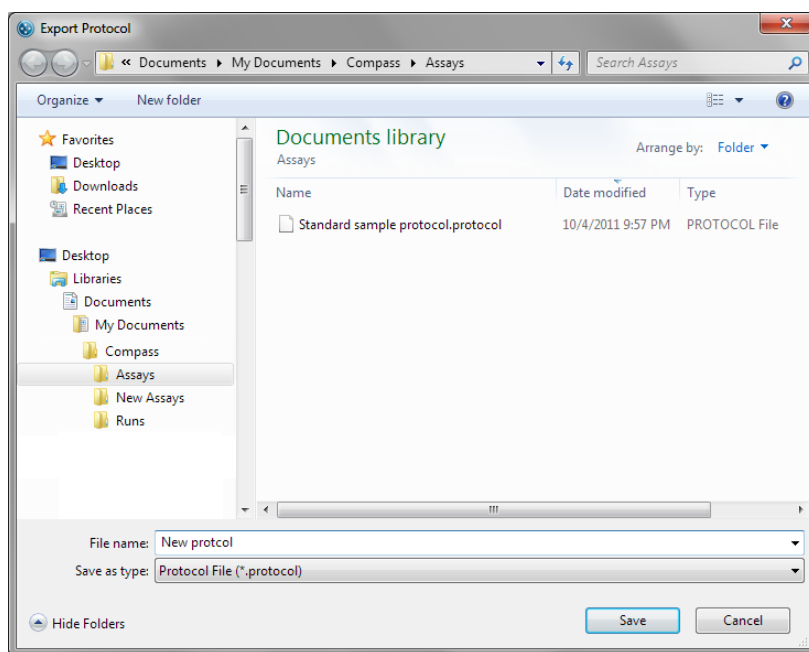 Export Protocol
« Documents ▸ My Documents ▸ Compass ▸ Assays
Search Assays
Organize ▾ New folder
Favorites
Desktop
Downloads
Recent Places
Desktop
Libraries
Documents
My Documents
Compass
Assays
New Assays
Runs
Documents library
Assays
Arrange by: Folder ▾
Name Date modified Type
Standard sample protocol.protocol 10/4/2011 9:57 PM PROTOCOL File
File name: New protcol
Save as type: Protocol File (*.protocol)
Hide Folders
Save Cancel